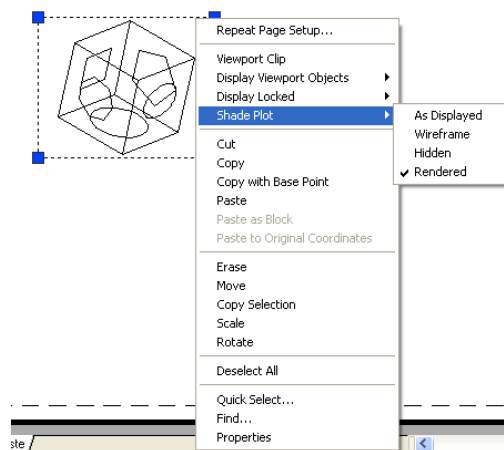 Repeat Page Setup...
Viewport Clip
Display Viewport Objects
Display Locked
Shade Plot
As Displayed
Wireframe
Hidden
Rendered
Cut
Copy
Copy with Base Point
Paste
Paste as Block
Paste to Original Coordinates
Erase
Move
Copy Selection
Scale
Rotate
Deselect All
Quick Select...
Find...
Properties